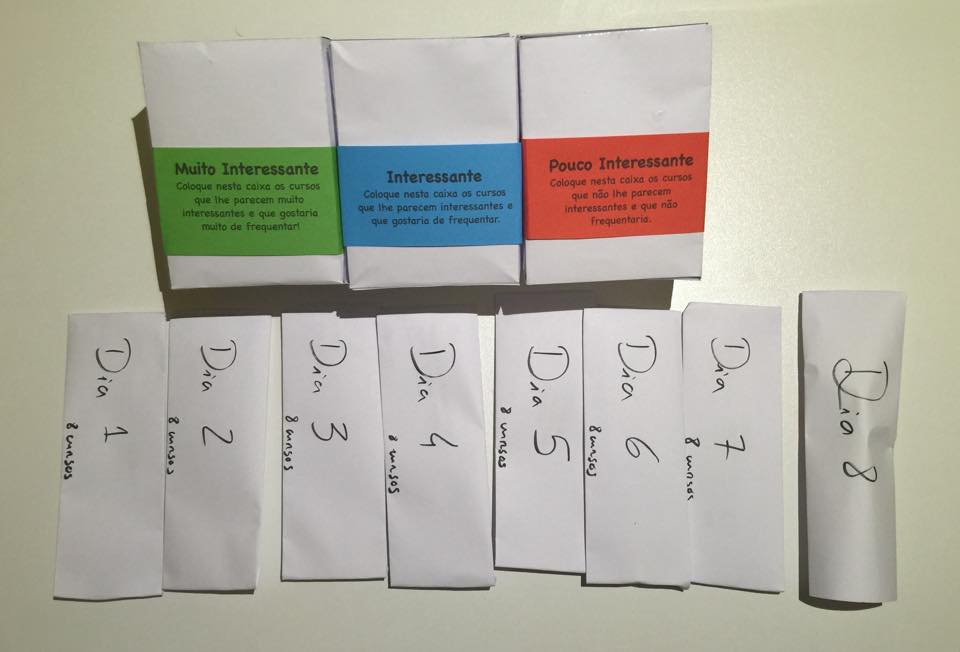 Muito Interessante
Coloque nesta caixa os cursos
que lhe parecem muito
interessantes e que gostaria
muito de frequentar!
Interessante
Coloque nesta caixa os cursos
que lhe parecem interessantes e
que gostaria de frequentar.
Pouco Interessante
Coloque nesta caixa os cursos
que não lhe parecem
interessantes e que não
frequentaria.
Dia 1
8 cursos
Dia 2
8 cursos
Dia 3
8 cursos
Dia 4
8 cursos
Dia 5
8 cursos
Dia 6
8 cursos
Dia 7
8 cursos
Dia 8